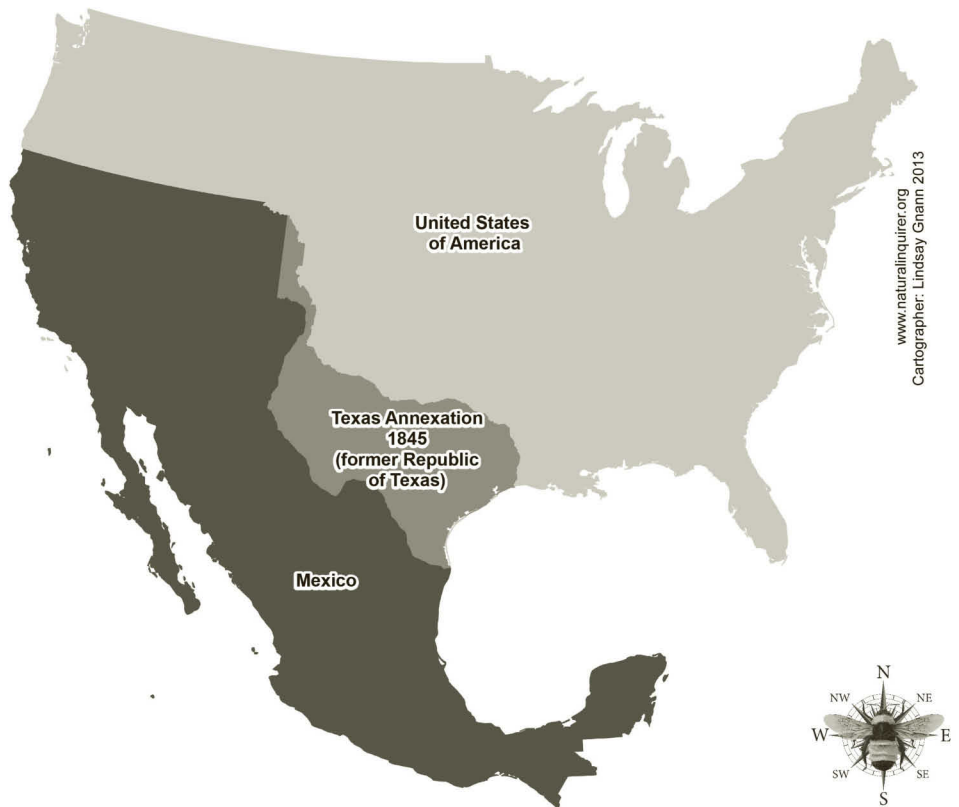 United States
of America
www.naturalinquirer.org
Cartographer: Lindsay Gnann 2013
Texas Annexation
1845
(former Republic
of Texas)
Mexico
N
NW
NE
W
E
SW
SE
S